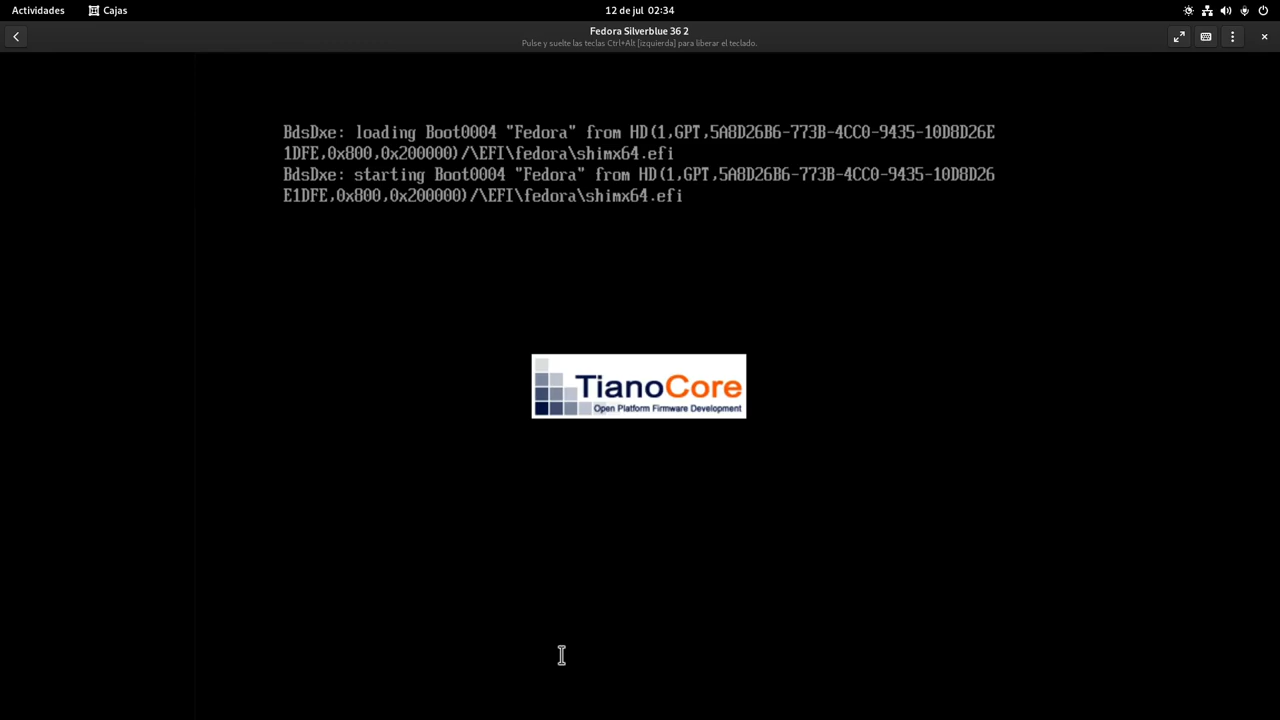 Actividades
Cajas
12 de jul 02:34
Fedora Silverblue 36 2
Pulse y suelte las teclas Ctrl+Alt [izquierda] para liberar el teclado.
BdsDxe: loading Boot0004 "Fedora" from HD(1,GPT,5A8D26B6-773B-4CC0-9435-10D8D26E
1DFE,0x800,0x200000)/\EFI\fedora\shimx64.efi
BdsDxe: starting Boot0004 "Fedora" from HD(1,GPT,5A8D26B6-773B-4CC0-9435-10D8D26
E1DFE,0x800,0x200000)/\EFI\fedora\shimx64.efi
TianoCore
Open Platform Firmware Development